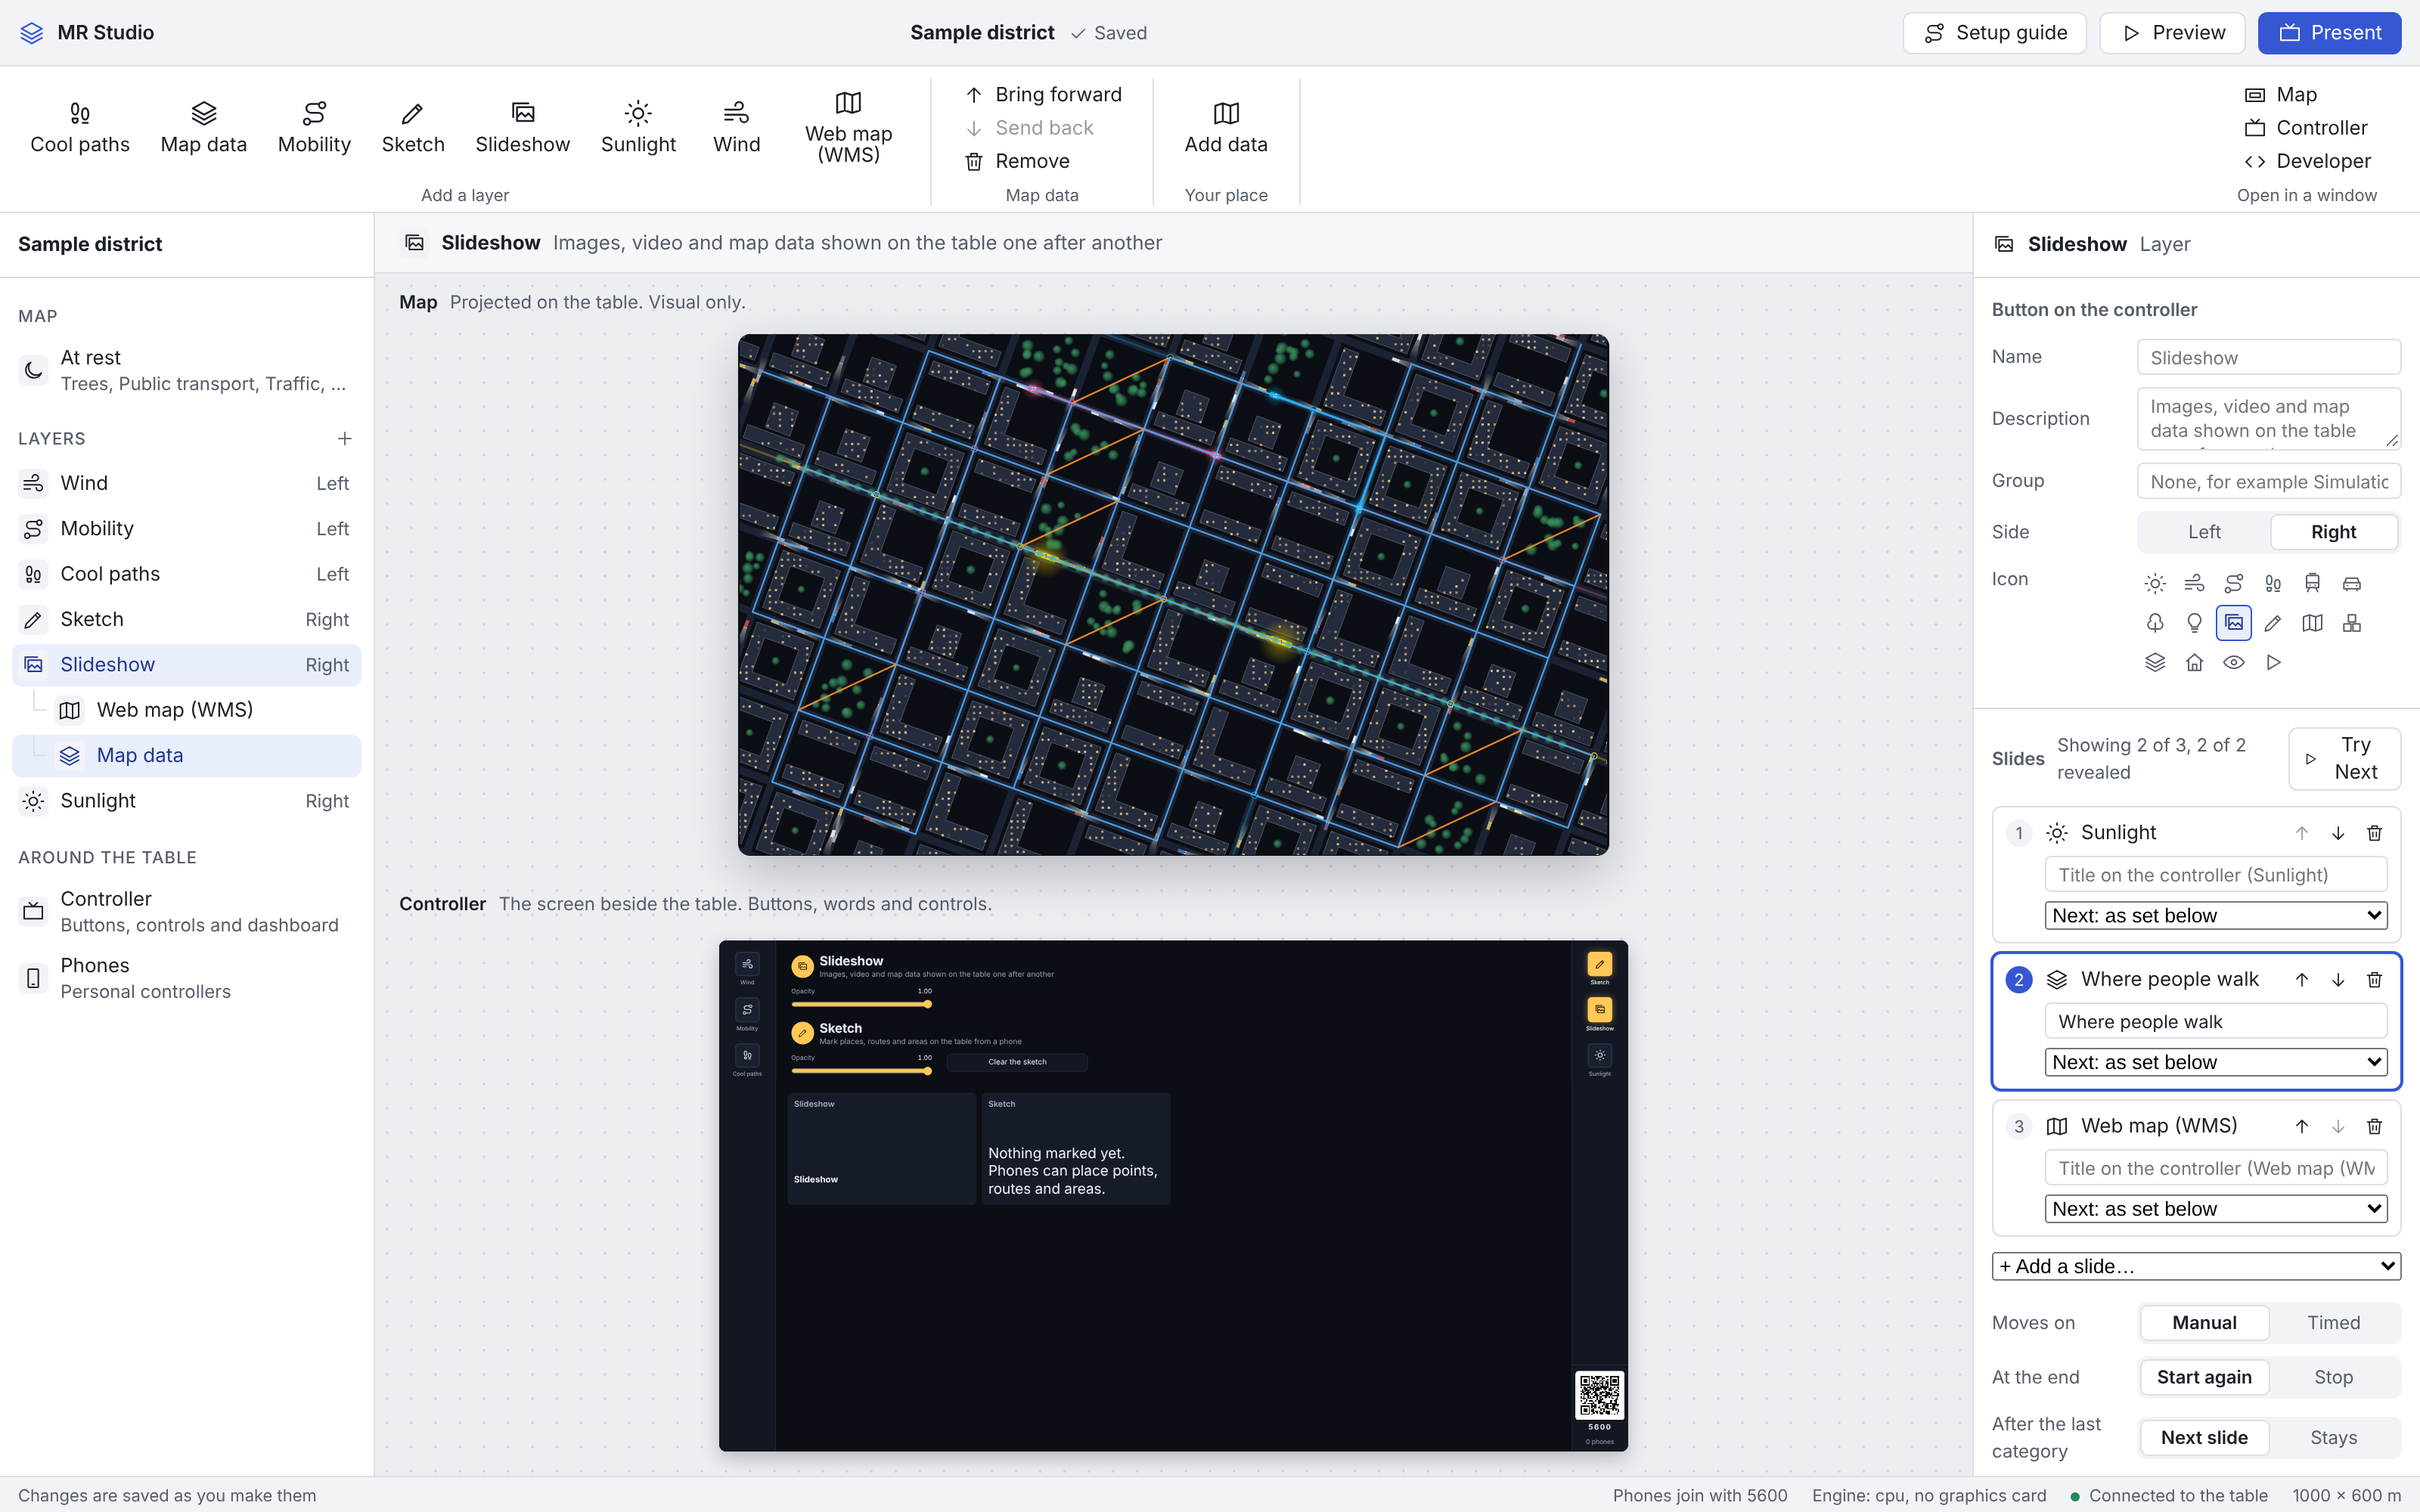 MR Studio
Sample district
Saved
Setup guide
Preview
Present
Cool paths
Map data
Mobility
Sketch
Slideshow
Sunlight
Wind
Web map
(WMS)
Add a layer
Bring forward
Send back
Remove
Map data
Add data
Your place
Map
Controller
Developer
Open in a window
Sample district
MAP
At rest
Trees, Public transport, Traffic, ...
LAYERS
Wind Left
Mobility Left
Cool paths Left
Sketch Right
Slideshow Right
Web map (WMS)
Map data
Sunlight Right
AROUND THE TABLE
Controller
Buttons, controls and dashboard
Phones
Personal controllers
Slideshow Images, video and map data shown on the table one after another
Map Projected on the table. Visual only.
Controller The screen beside the table. Buttons, words and controls.
Wind
Mobility
Cool paths
Slideshow
Images, video and map data shown on the table one after another
Opacity 1.00
Sketch
Mark places, routes and areas on the table from a phone
Opacity 1.00
Clear the sketch
Slideshow
Slideshow
Sketch
Nothing marked yet.
Phones can place points,
routes and areas.
Sketch
Slideshow
Sunlight
5600
0 phones
Slideshow Layer
Button on the controller
Name Slideshow
Description Images, video and map
data shown on the table
Group None, for example Simulatic
Side Left Right
Icon
Slides Showing 2 of 3, 2 of 2
revealed
Try
Next
1 Sunlight
Title on the controller (Sunlight)
Next: as set below
2 Where people walk
Where people walk
Next: as set below
3 Web map (WMS)
Title on the controller (Web map (WM
Next: as set below
+ Add a slide…
Moves on Manual Timed
At the end Start again Stop
After the last
category
Next slide Stays
Changes are saved as you make them
Phones join with 5600
Engine: cpu, no graphics card
Connected to the table
1000 × 600 m